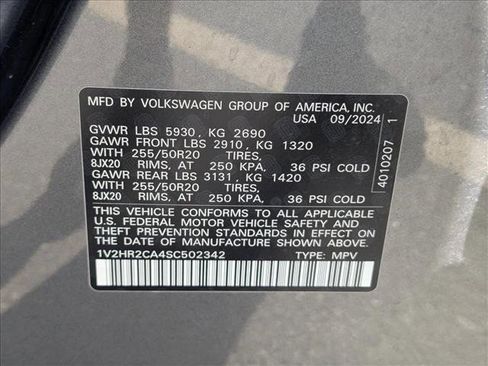 MFD BY VOLKSWAGEN GROUP OF AMERICA, INC.
USA 09/2024
GVWR LBS 5930 , KG 2690
GAWR FRONT LBS 2910 , KG 1320
WITH 255/50R20 TIRES,
8JX20 RIMS, AT 250 KPA, 36 PSI COLD
GAWR REAR LBS 3131 , KG 1420
WITH 255/50R20 TIRES,
8JX20 RIMS, AT 250 KPA, 36 PSI COLD
THIS VEHICLE CONFORMS TO ALL APPLICABLE
U.S. FEDERAL MOTOR VEHICLE SAFETY AND
THEFT PREVENTION STANDARDS IN EFFECT ON
THE DATE OF MANUFACTURE SHOWN ABOVE.
1V2HR2CA4SC502342 TYPE: MPV
4010207 1